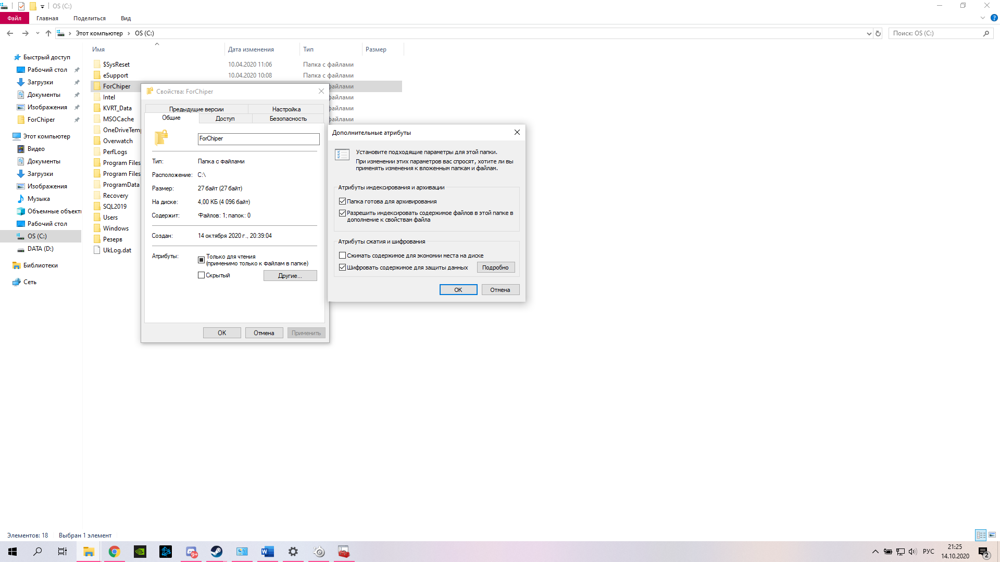 OS (C:)
Файл
Главная
Поделиться
Вид
Этот компьютер
OS (C:)
Поиск: OS (C:)
Имя
Дата изменения
Тип
Размер
Быстрый доступ
Рабочий стол
Загрузки
Документы
Изображения
ForChiper
Этот компьютер
Видео
Документы
Загрузки
Изображения
Музыка
Объемные объекты
Рабочий стол
OS (C:)
DATA (D:)
Библиотеки
Сеть
$SysReset
10.04.2020 11:06
Папка с файлами
eSupport
10.04.2020 10:08
Папка с файлами
ForChiper
файлами
Intel
файлами
KVRT_Data
файлами
MSOCache
файлами
OneDriveTemp
Overwatch
PerfLogs
Program Files
Program Files
ProgramData
Recovery
SQL2019
Users
Windows
Резерв
UkLog.dat
Свойства: ForChiper
Предыдущие версии
Настройка
Общие
Доступ
Безопасность
ForChiper
Тип:
Папка с файлами
Расположение:
C:\
Размер:
27 байт (27 байт)
На диске:
4,00 КБ (4 096 байт)
Содержит:
Файлов: 1; папок: 0
Создан:
14 октября 2020 г., 20:39:04
Атрибуты:
Только для чтения
(применимо только к файлам в папке)
Скрытый
Другие...
ОК
Отмена
Применить
Дополнительные атрибуты
Установите подходящие параметры для этой папки.
При изменении этих параметров вас спросят, хотите ли вы
применять изменения к вложенным папкам и файлам.
Атрибуты индексирования и архивации
Папка готова для архивирования
Разрешить индексировать содержимое файлов в этой папке в
дополнение к свойствам файла
Атрибуты сжатия и шифрования
Сжимать содержимое для экономии места на диске
Шифровать содержимое для защиты данных
Подробно
ОК
Отмена
Элементов: 18
Выбран 1 элемент
9+
РУС
21:25
14.10.2020
2